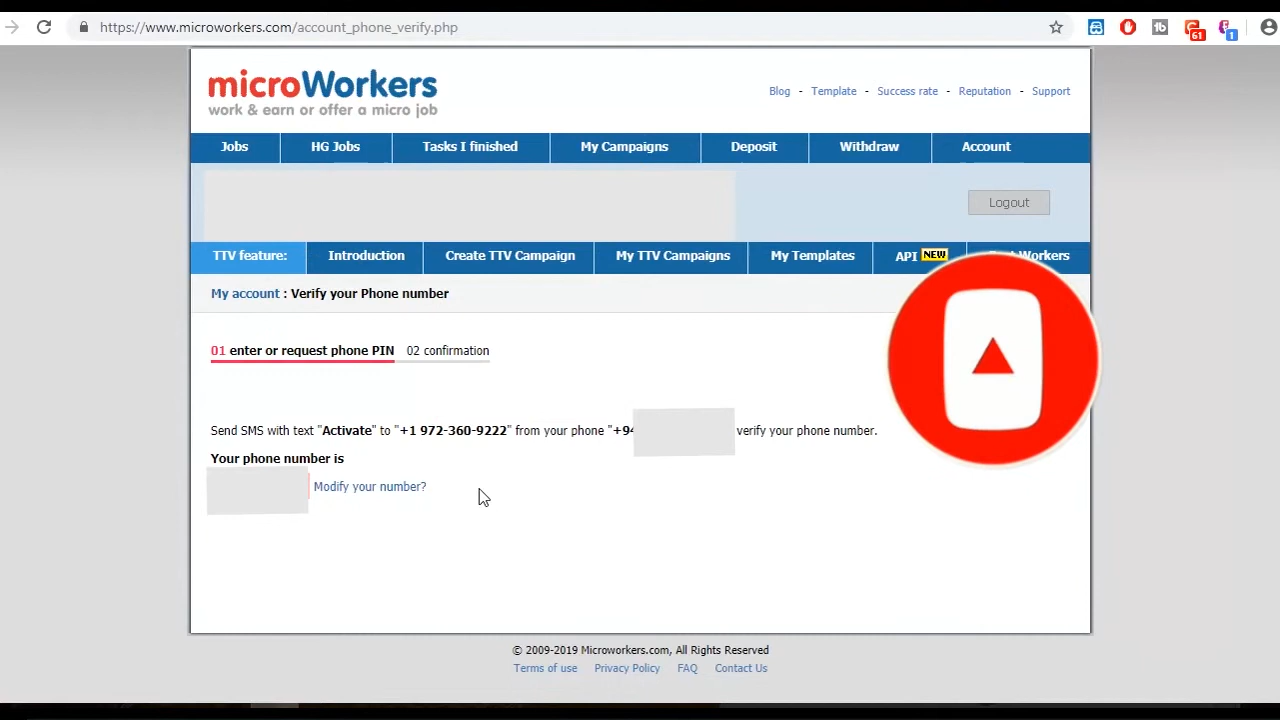 https://www.microworkers.com/account_phone_verify.php
61
1
microWorkers
work & earn or offer a micro job
Blog - Template - Success rate - Reputation - Support
Jobs HG Jobs Tasks I finished My Campaigns Deposit Withdraw Account
Logout
TTV feature: Introduction Create TTV Campaign My TTV Campaigns My Templates API NEW Workers
My account : Verify your Phone number
01 enter or request phone PIN 02 confirmation
Send SMS with text "Activate" to "+1 972-360-9222" from your phone "+94 verify your phone number.
Your phone number is
Modify your number?
© 2009-2019 Microworkers.com, All Rights Reserved
Terms of use Privacy Policy FAQ Contact Us